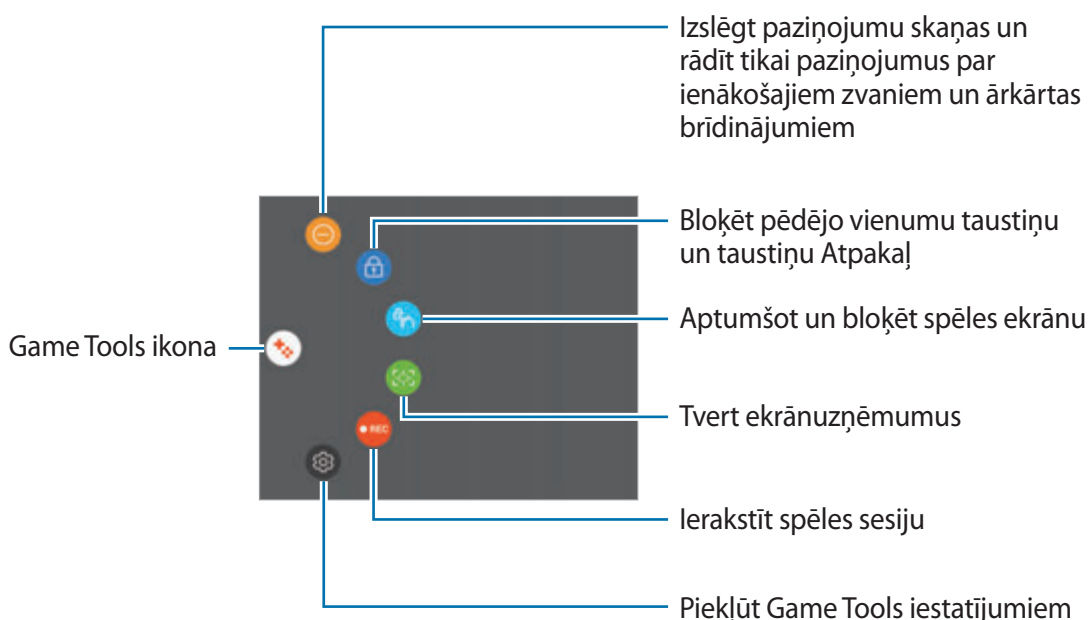 Izslēgt paziņojumu skaņas un
rādīt tikai paziņojumus par
ienākošajiem zvaniem un ārkārtas
brīdinājumiem
Bloķēt pēdējo vienumu taustiņu
un taustiņu Atpakaļ
Aptumšot un bloķēt spēles ekrānu
Game Tools ikona
Tvert ekrānuzņēmumus
REC
Ierakstīt spēles sesiju
Piekļūt Game Tools iestatījumiem